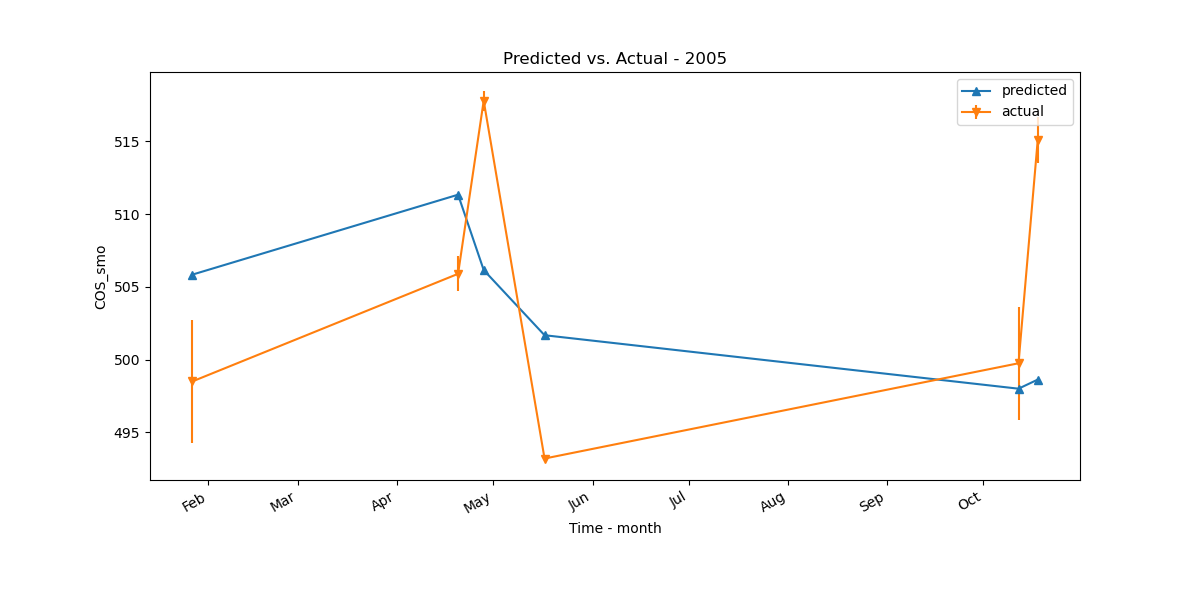 Predicted vs. Actual - 2005
predicted
actual
515
510
505
500
495
COS_smo
Feb
Mar
Apr
May
Jun
Jul
Aug
Sep
Oct
Time - month